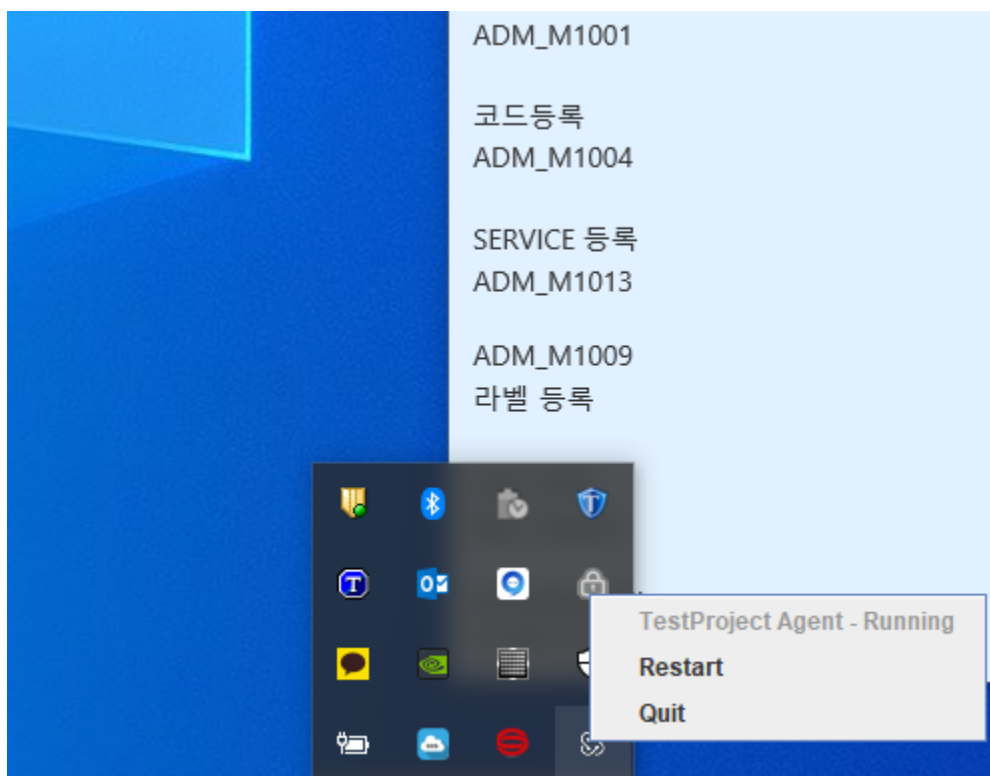 ADM_M1001
코드등록
ADM_M1004
SERVICE 등록
ADM_M1013
ADM_M1009
라벨 등록
TestProject Agent - Running
Restart
Quit